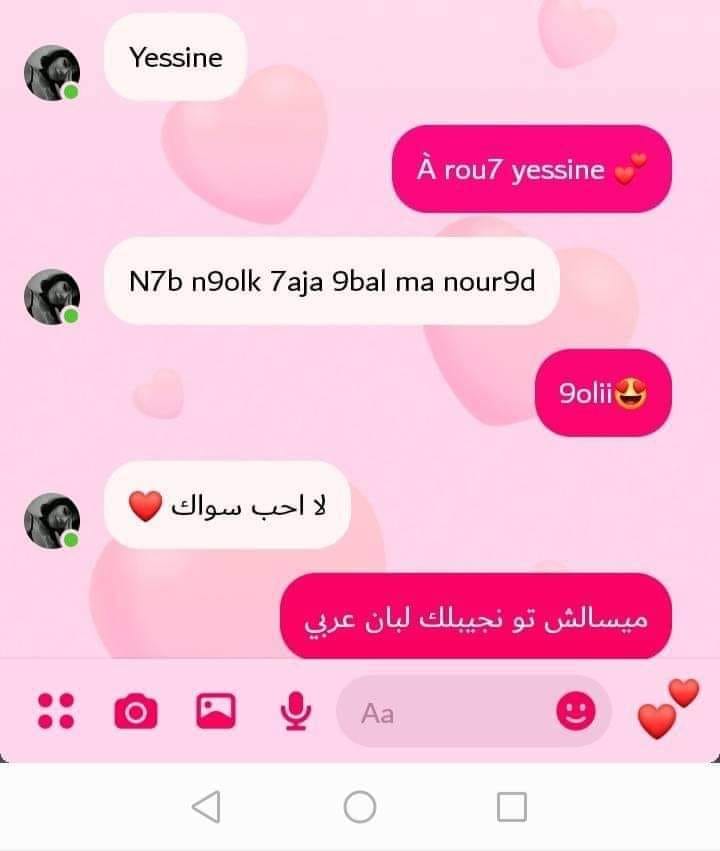 Yessine
À rou7 yessine 💕
N7b n9olk 7aja 9bal ma nour9d
9olii😍
لا احب سواك ❤️
ميسالش تو نجيبلك لبان عربي
Aa